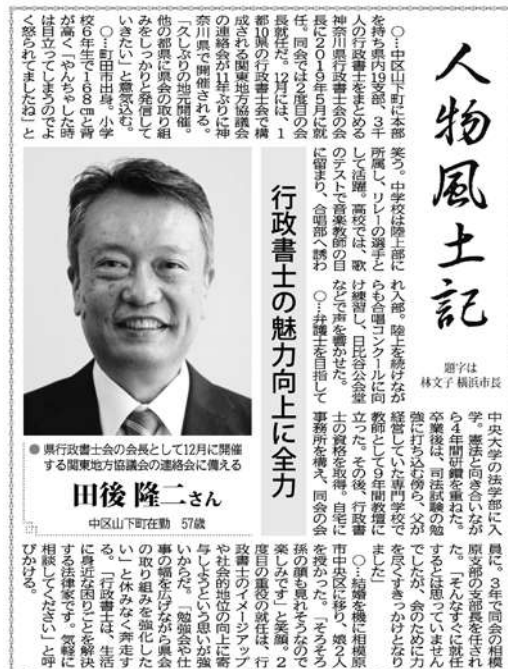 人物風土記
題字は
林文子 横浜市長
行政書士の魅力向上に全力
○…中区山下町に本部
を持ち県内19支部、3千
人の行政書士をまとめる
神奈川県行政書士会の会
長に2019年5月に就
任。同会では2度目の会
長就任だ。12月には、1
都10県の行政書士会で構
成される関東地方協議会
の連絡会が11年ぶりに神
奈川県で開催される。
「久しぶりの地元開催。
他の都県に県会の取り組
みをしっかりと発信して
いきたい」と意気込む。
○…町田市出身。小学
校6年生で168㎝と背
が高く「やんちゃした時
は目立ってしまうのでよ
く怒られてましたね」と
笑う。中学校は陸上部に
所属し、リレーの選手と
して活躍。高校では、歌
のテストで音楽教師の目
に留まり、合唱部へ誘わ
れ入部。陸上を続けなが
らも合唱コンクールに向
け練習し、日比谷公会堂
などで声を響かせた。
○…弁護士を目指して
中央大学の法学部に入
学。憲法と向き合いなが
ら4年間研鑽を重ねた。
卒業後は、司法試験の勉
強に打ち込む傍ら、父が
経営していた専門学校で
教師として9年間教壇に
立った。その後、行政書
士の資格を取得。自宅に
事務所を構え、同会の会
員に。3年で同会の相模
原支部の支部長を任され
た。「そんなすぐに就任
するとは思っていません
でしたが、会のために力
を尽くすきっかけとなり
ました」
○…結婚を機に相模原
市中央区に移り、娘2人
を授かった。「そろそろ
孫の顔も見れそうなので
楽しみです」と笑顔。2
度目の重役の就任は、行
政書士のイメージアップ
や社会的地位の向上に寄
与しようという思いが強
いからだ。「勉強会や仕
事の幅を広げながら県会
の取り組みを強化した
い」と休みなく奔走す
る。「行政書士は、生活
に身近な困りごとを解決
する法律家です。気軽に
相談してください」と呼
びかける。
● 県行政書士会の会長として12月に開催
する関東地方協議会の連絡会に備える
田後 隆二さん
中区山下町在勤 57歳